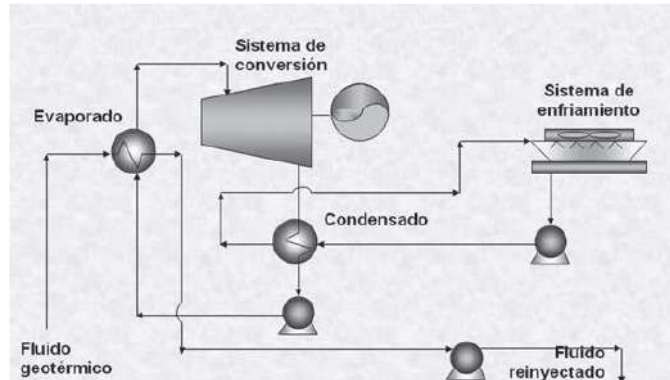 Sistema de
conversión
Sistema de
enfriamiento
Evaporado
Condensado
Fluido
geotérmico
Fluido
reinyectado